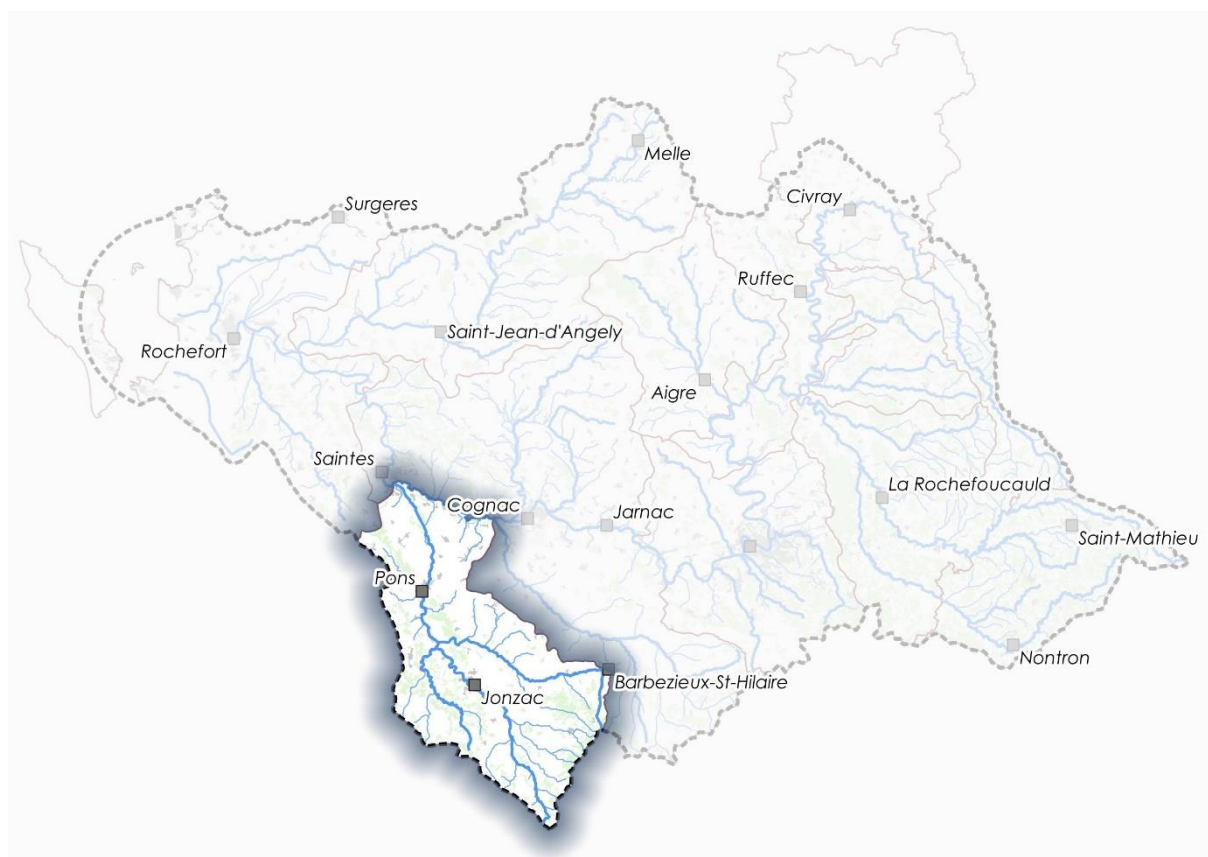 Melle
Civray
Surgeres
Ruffec
Saint-Jean-d'Angely
Rochefort
Aigre
Saintes
La Rochefoucauld
Cognac
Jarnac
Saint-Mathieu
Pons
Nontron
Barbezieux-St-Hilaire
Jonzac